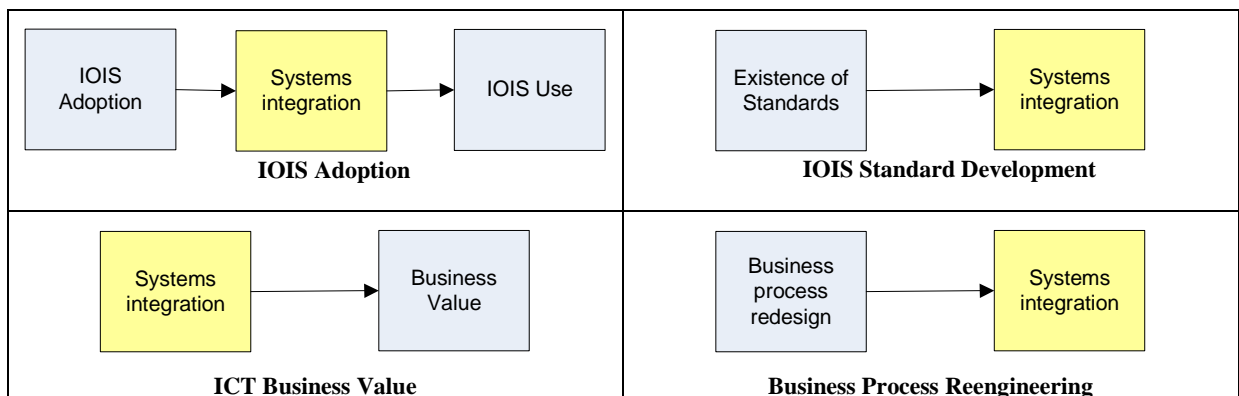 IOIS
Adoption
Systems
integration
IOIS Use
IOIS Adoption
Existence of
Standards
Systems
integration
IOIS Standard Development
Systems
integration
Business
Value
ICT Business Value
Business
process
redesign
Systems
integration
Business Process Reengineering